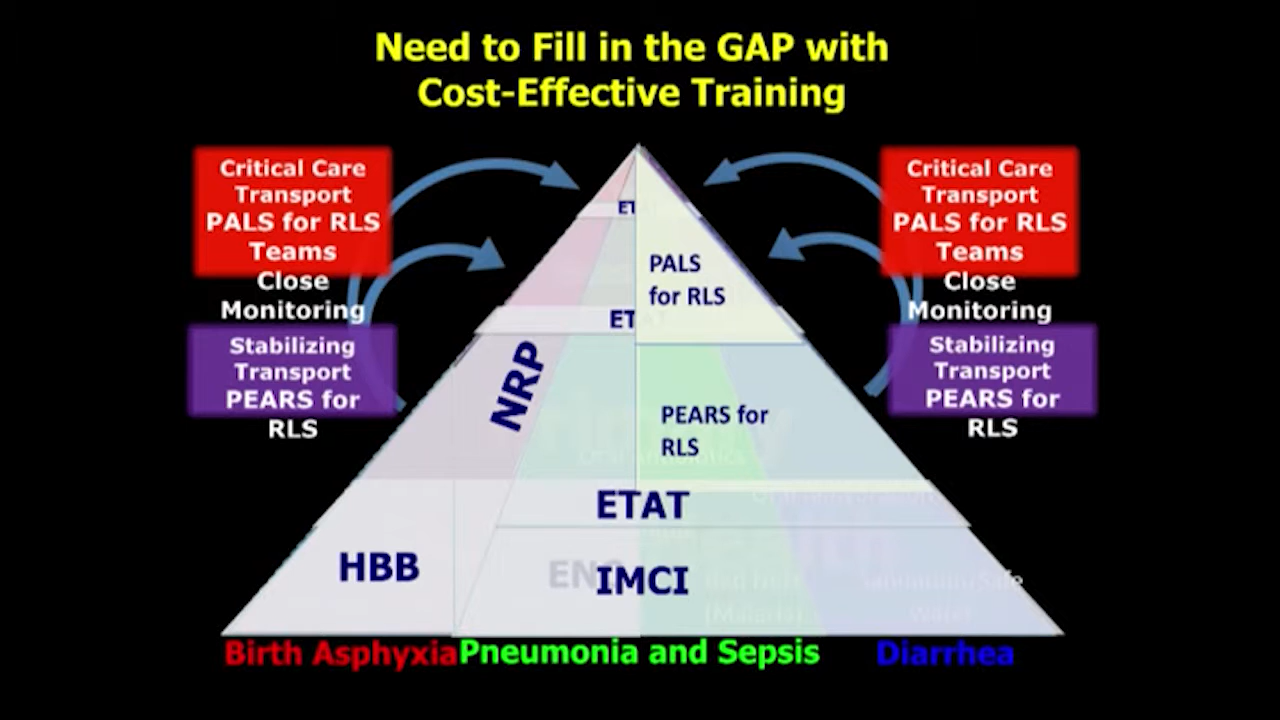 Need to Fill in the GAP with
Cost-Effective Training
Critical Care
Transport
PALS for RLS
Teams
Close
Monitoring
Stabilizing
Transport
PEARS for
RLS
ET
PALS
for RLS
ET
NRP
PEARS for
RLS
ETAT
HBB
IMCI
Critical Care
Transport
PALS for RLS
Teams
Close
Monitoring
Stabilizing
Transport
PEARS for
RLS
Birth Asphyxia
Pneumonia and Sepsis
Diarrhea